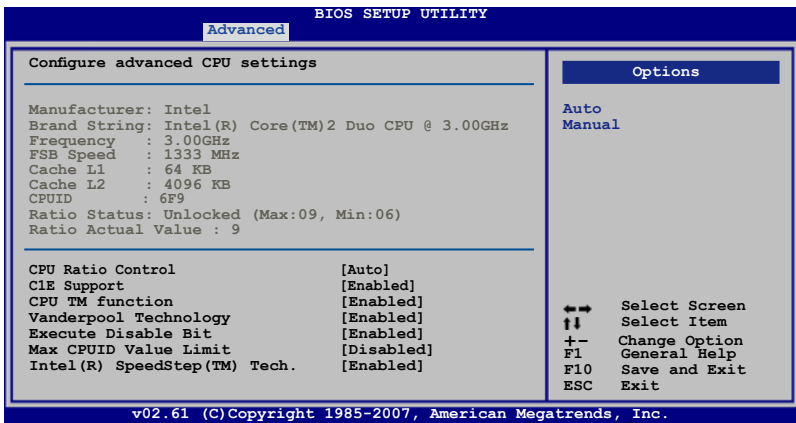 BIOS SETUP UTILITY
Advanced
Configure advanced CPU settings
Manufacturer: Intel
Brand String: Intel(R) Core(TM)2 Duo CPU @ 3.00GHz
Frequency : 3.00GHz
FSB Speed : 1333 MHz
Cache L1 : 64 KB
Cache L2 : 4096 KB
CPUID : 6F9
Ratio Status: Unlocked (Max:09, Min:06)
Ratio Actual Value : 9
CPU Ratio Control [Auto]
C1E Support [Enabled]
CPU TM function [Enabled]
Vanderpool Technology [Enabled]
Execute Disable Bit [Enabled]
Max CPUID Value Limit [Disabled]
Intel(R) SpeedStep(TM) Tech. [Enabled]
Options
Auto
Manual
←→ Select Screen
↑↓ Select Item
+- Change Option
F1 General Help
F10 Save and Exit
ESC Exit
v02.61 (C)Copyright 1985-2007, American Megatrends, Inc.